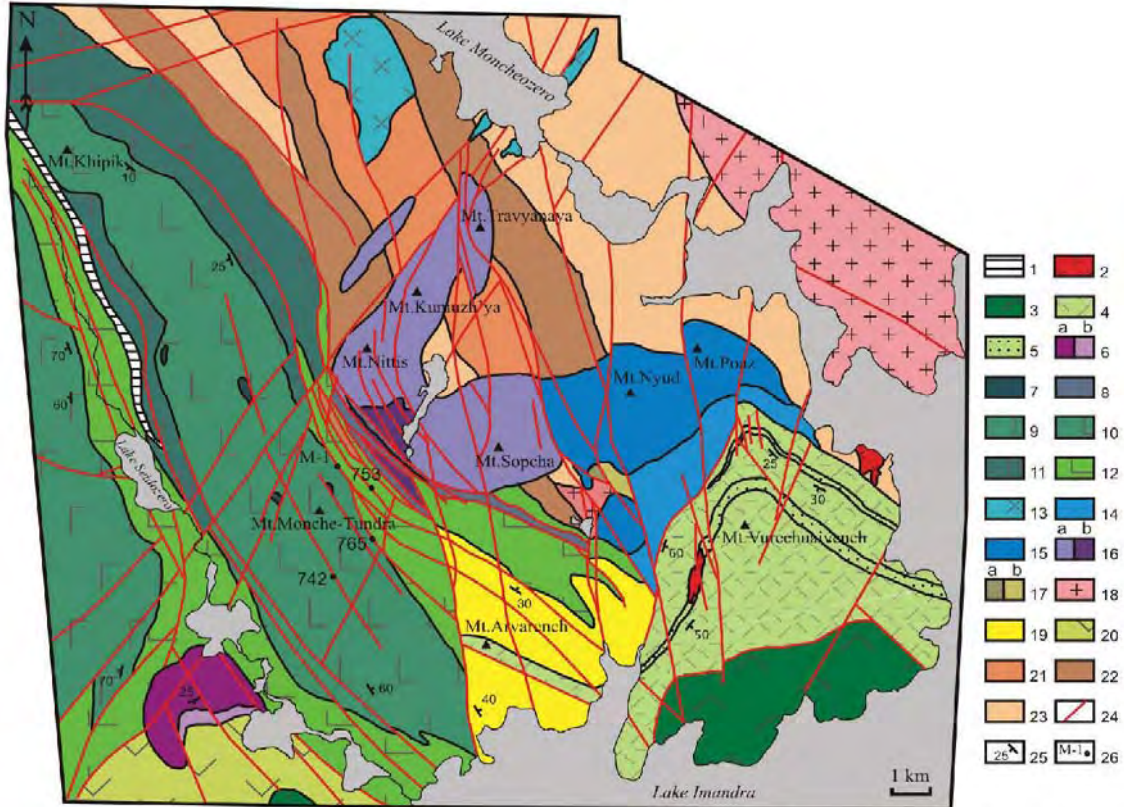 N
Lake Moncheozero
Mt.Khipik
10
Mt.Travyanaya
25
Mt.Kumuzh'ya
Mt.Nittis
Mt.Poaz
Mt.Nyud
70
60
Mt.Sopcha
M-1
753
25
30
Lake Seidozero
Mt.Monche-Tundra
765
Mt.Vurechuaivench
60
742
30
50
Mt.Arvarench
25
70
60
40
1 km
Lake Imandra
1 2
3 4
a b
5 6
7 8
9 10
11 12
13 14
a b
15 16
a b
17 18
19 20
21 22
23 24
25 25
M-1 26